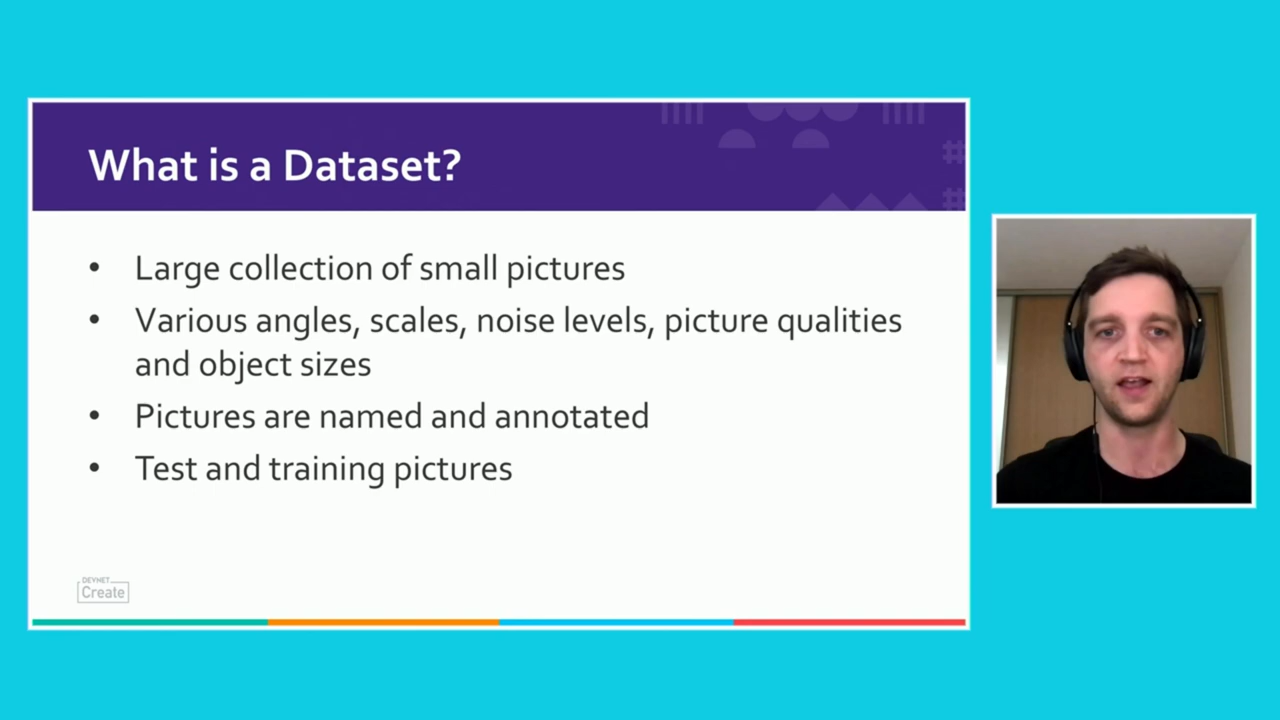 What is a Dataset?
• Large collection of small pictures
• Various angles, scales, noise levels, picture qualities
and object sizes
• Pictures are named and annotated
• Test and training pictures
DEVNET
Create